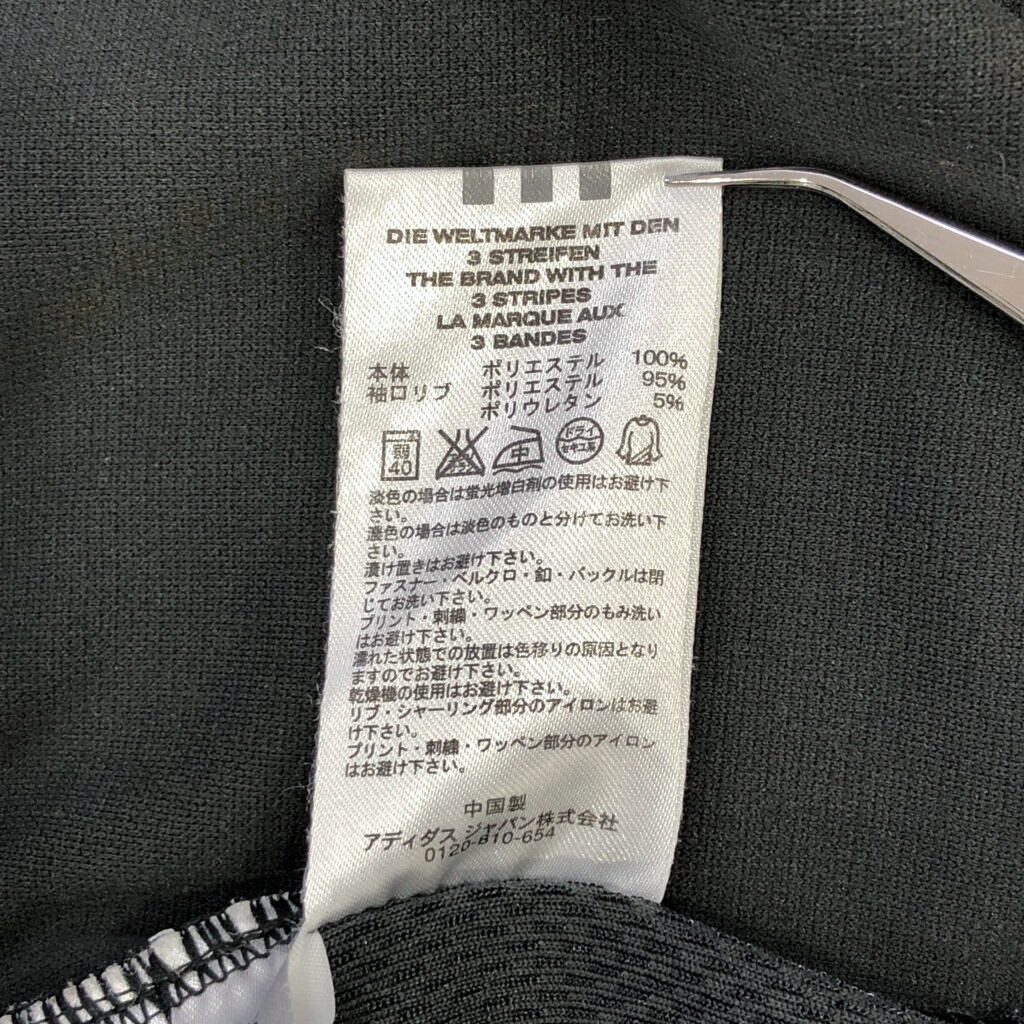 DIE WELTMARKE MIT DEN
3 STREIFEN
THE BRAND WITH THE
3 STRIPES
LA MARQUE AUX
3 BANDES
本体 ポリエステル 100%
袖口リブ ポリエステル 95%
ポリウレタン 5%
弱 40 中 ドライ セキユ系
淡色の場合は蛍光増白剤の使用はお避け下
さい。
濃色の場合は淡色のものと分けてお洗い下
さい。
漬け置きはお避け下さい。
ファスナー・ベルクロ・釦・バックルは閉
じてお洗い下さい。
プリント・刺繍・ワッペン部分のもみ洗い
はお避け下さい。
濡れた状態での放置は色移りの原因となり
ますのでお避け下さい。
乾燥機の使用はお避け下さい。
リブ・シャーリング部分のアイロンはお避
け下さい。
プリント・刺繍・ワッペン部分のアイロン
はお避け下さい。
中国製
アディダス ジャパン株式会社
0120-810-654